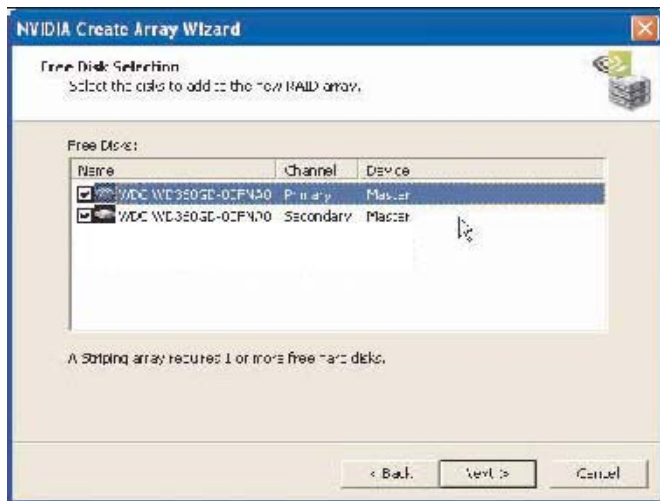 NVIDIA Create Array Wizard
Free Disk Selection
Select the disks to add to the new RAID array.
Free Disks:
Name Channel Device
WDC Primary Master
WDC Secondary Master
A Striping array requires 1 or more free hard disks.
< Back Next > Cancel